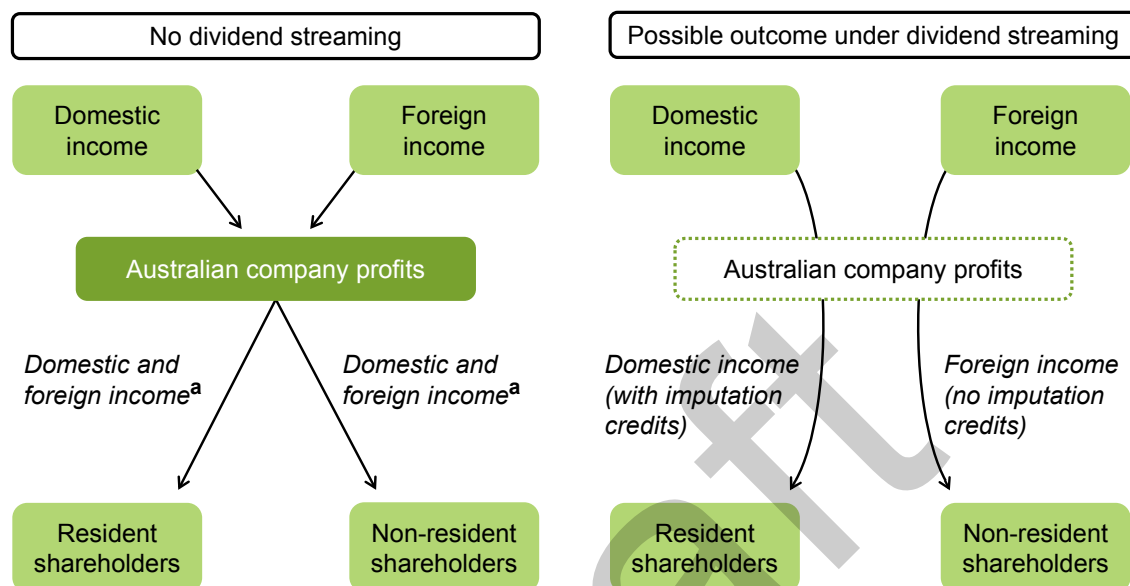 No dividend streaming
Domestic
income
Foreign
income
Australian company profits
Domestic and
foreign incomeᵃ
Domestic and
foreign incomeᵃ
Resident
shareholders
Non-resident
shareholders
Possible outcome under dividend streaming
Domestic
income
Foreign
income
Australian company profits
Domestic income
(with imputation
credits)
Foreign income
(no imputation
credits)
Resident
shareholders
Non-resident
shareholders